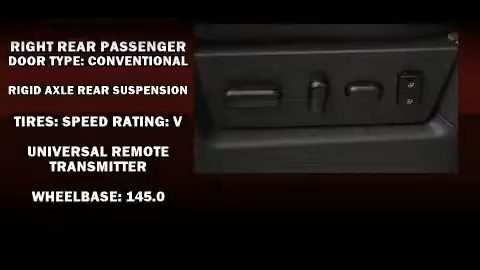 RIGHT REAR PASSENGER
DOOR TYPE: CONVENTIONAL
RIGID AXLE REAR SUSPENSION
TIRES: SPEED RATING: V
UNIVERSAL REMOTE
TRANSMITTER
WHEELBASE: 145.0